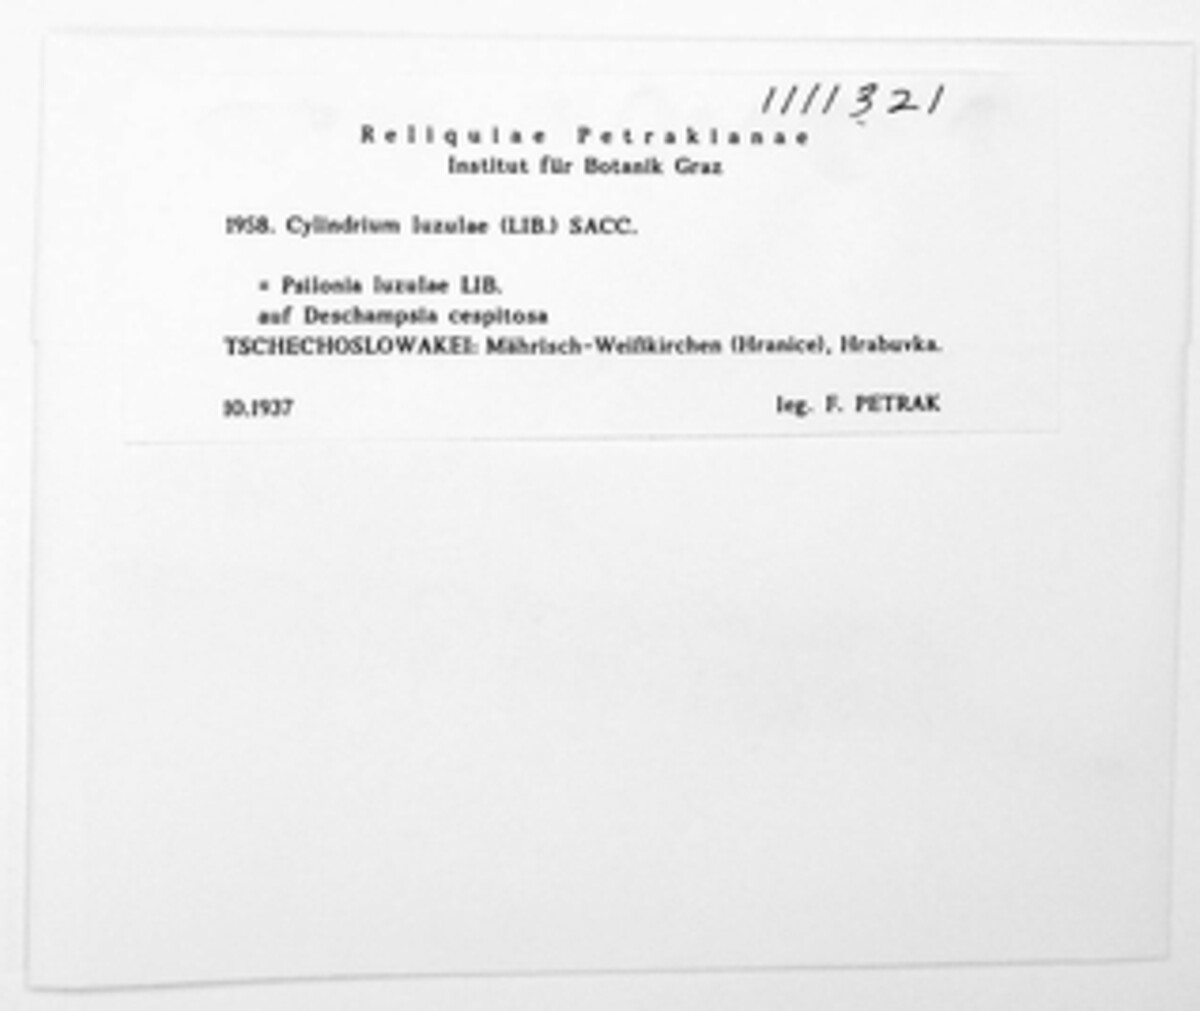 1111321
Reliquiae Petrakianae
Institut für Botanik Graz
1958. Cylindrium luzulae (LIB.) SACC.
= Psilonia luzulae LIB.
auf Deschampsia cespitosa
TSCHECHOSLOWAKEI: Mährisch-Weißkirchen (Hranice), Hrabuvka.
10.1937 leg. F. PETRAK